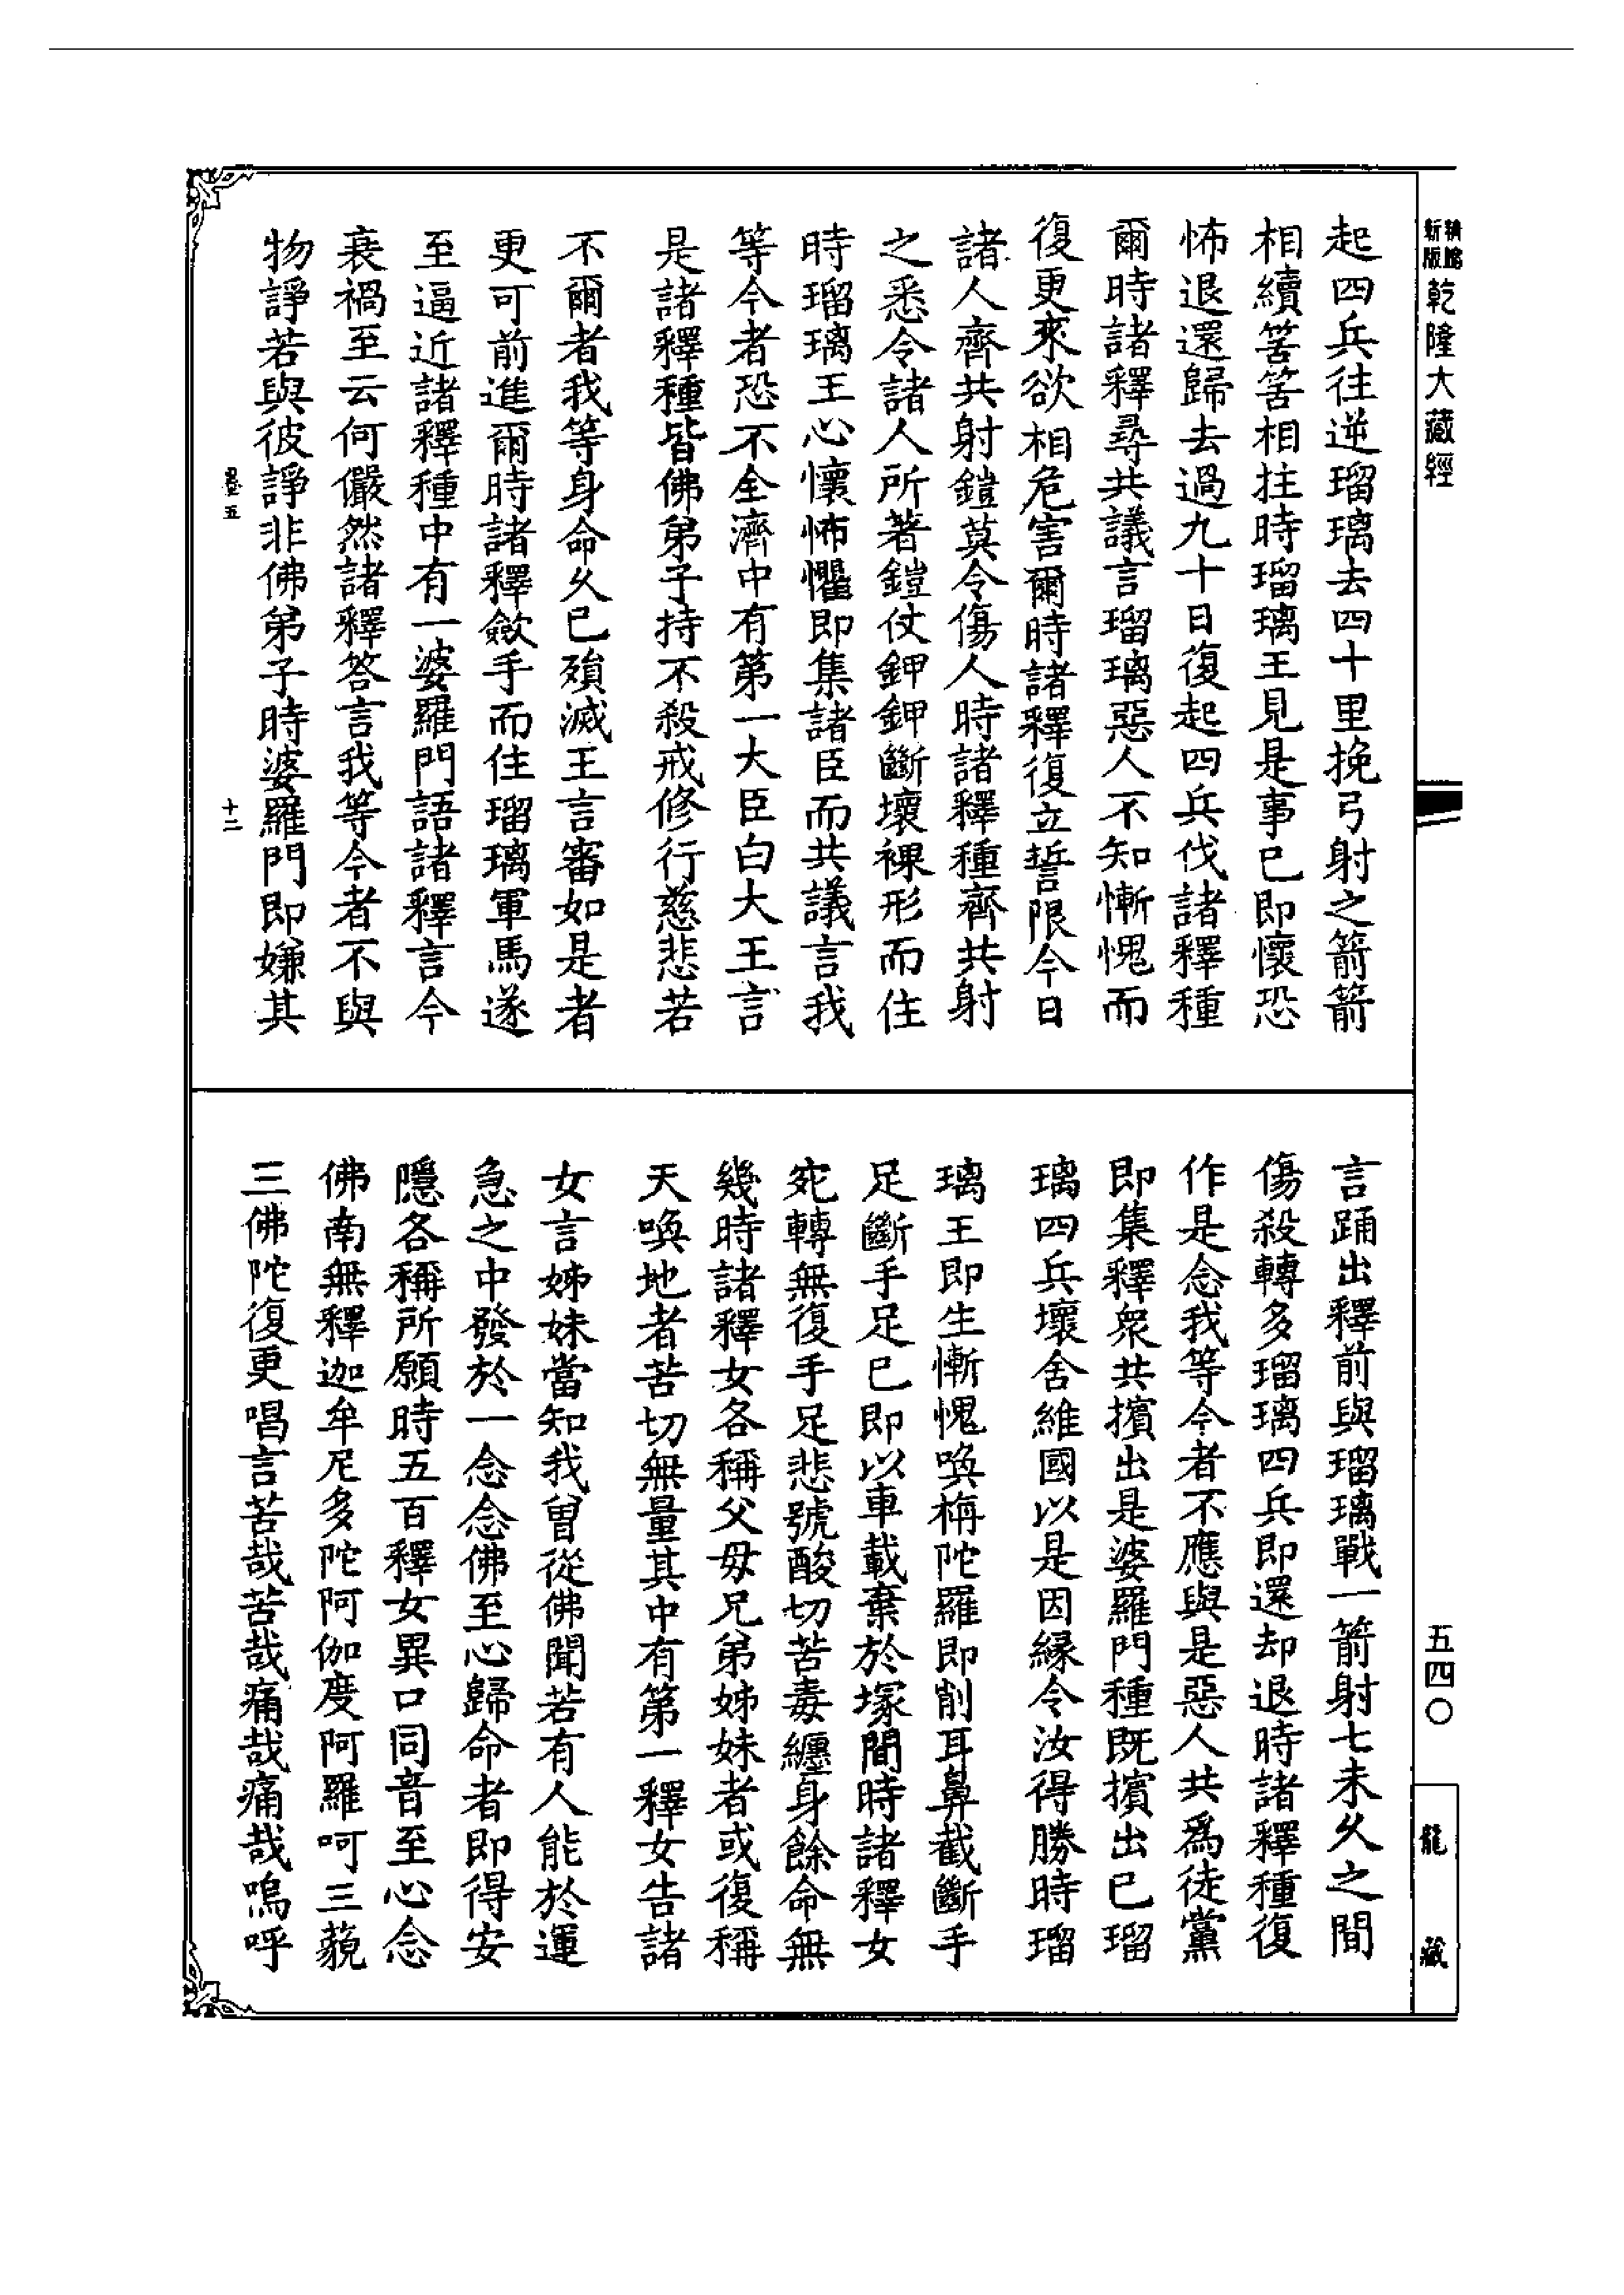 精縮新版乾隆大藏經
起四兵往逆瑠璃去四十里挽弓射之箭箭
相續筈筈相拄時瑠璃王見是事已即懷恐
怖退還歸去過九十日復起四兵伐諸釋種
爾時諸釋尋共議言瑠璃惡人不知慚愧而
復更來欲相危害爾時諸釋復立誓限今日
諸人齊共射鎧莫令傷人時諸釋種齊共射
之悉令諸人所著鎧仗鉀鉀斷壞裸形而住
時瑠璃王心懷怖懼即集諸臣而共議言我
等今者恐不全濟中有第一大臣白大王言
是諸釋種皆佛弟子持不殺戒修行慈悲若
不爾者我等身命久已殞滅王言審如是者
更可前進爾時諸釋斂手而住瑠璃軍馬遂
至逼近諸釋種中有一婆羅門語諸釋言今
衰禍至云何儼然諸釋答言我等今者不與
物諍若與彼諍非佛弟子時婆羅門即嫌其
墨五
十二
言踊出釋前與瑠璃戰一箭射七未久之間
傷殺轉多瑠璃四兵即還却退時諸釋種復
作是念我等今者不應與是惡人共爲徒黨
即集釋衆共擯出是婆羅門種既擯出已瑠
璃四兵壞舍維國以是因緣令汝得勝時瑠
璃王即生慚愧喚栴陀羅即削耳鼻截斷手
足斷手足已即以車載棄於塚間時諸釋女
宛轉無復手足悲號酸切苦毒纏身餘命無
幾時諸釋女各稱父母兄弟姊妹者或復稱
天喚地者苦切無量其中有第一釋女告諸
女言姊妹當知我曾從佛聞若有人能於運
急之中發於一念念佛至心歸命者即得安
隱各稱所願時五百釋女異口同音至心念
佛南無釋迦牟尼多陀阿伽度阿羅呵三藐
三佛陀復更唱言苦哉苦哉痛哉痛哉嗚呼
五四〇
龍藏